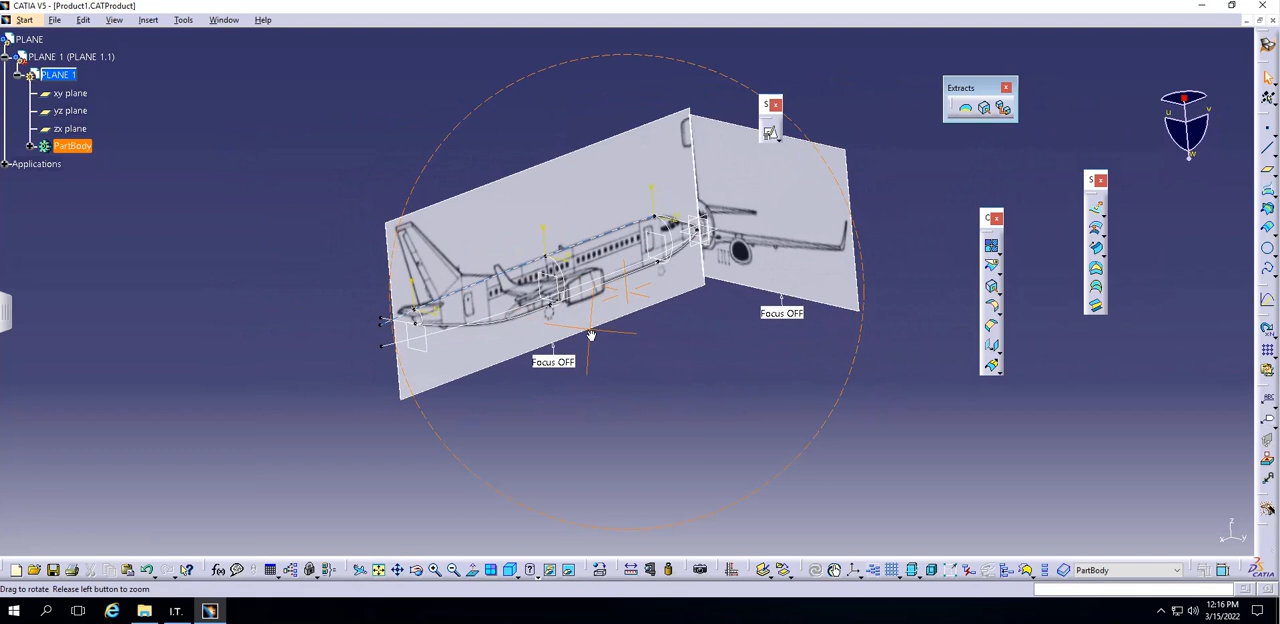 CATIA V5 - [Product1.CATProduct]
Start File Edit View Insert Tools Window Help
PLANE
PLANE 1 (PLANE 1.1)
PLANE 1
xy plane
yz plane
zx plane
PartBody
Applications
S x
Extracts x
u v
w
S x
x
Focus OFF
Focus OFF
z
x y
f(x)
PartBody
ABC
CATIA
Drag to rotate Release left button to zoom
I.T.
12:16 PM
3/15/2022